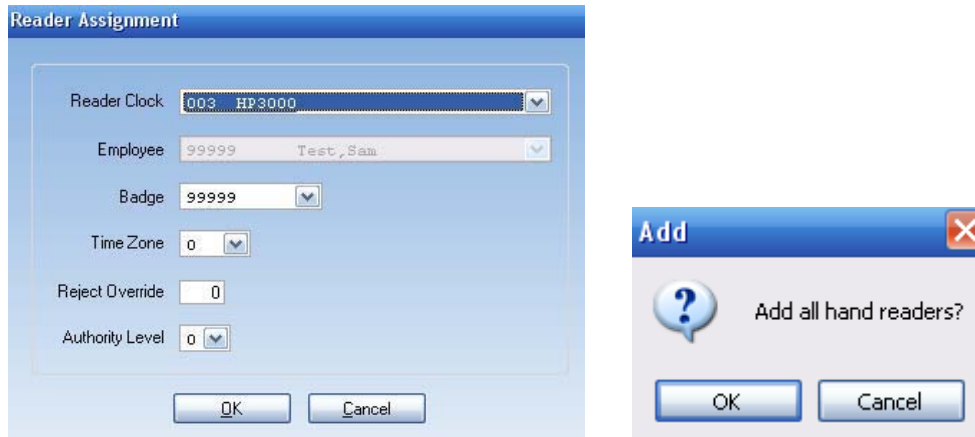 Reader Assignment
Reader Clock 003 HP3000
Employee 99999 Test,Sam
Badge 99999
Time Zone 0
Reject Override 0
Authority Level 0
OK Cancel
Add
Add all hand readers?
OK Cancel